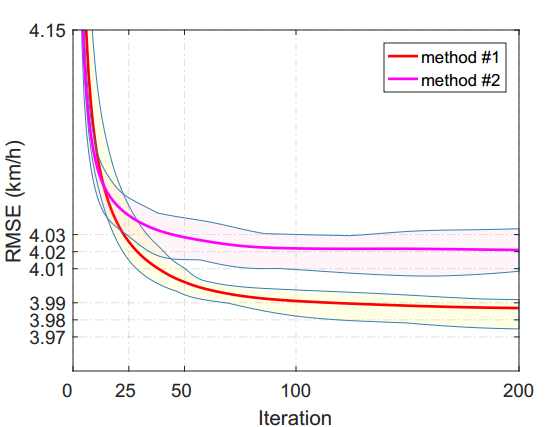 4.15
method #1
method #2
RMSE (km/h)
4.03
4.02
4.01
3.99
3.98
3.97
0 25 50 100 200
Iteration